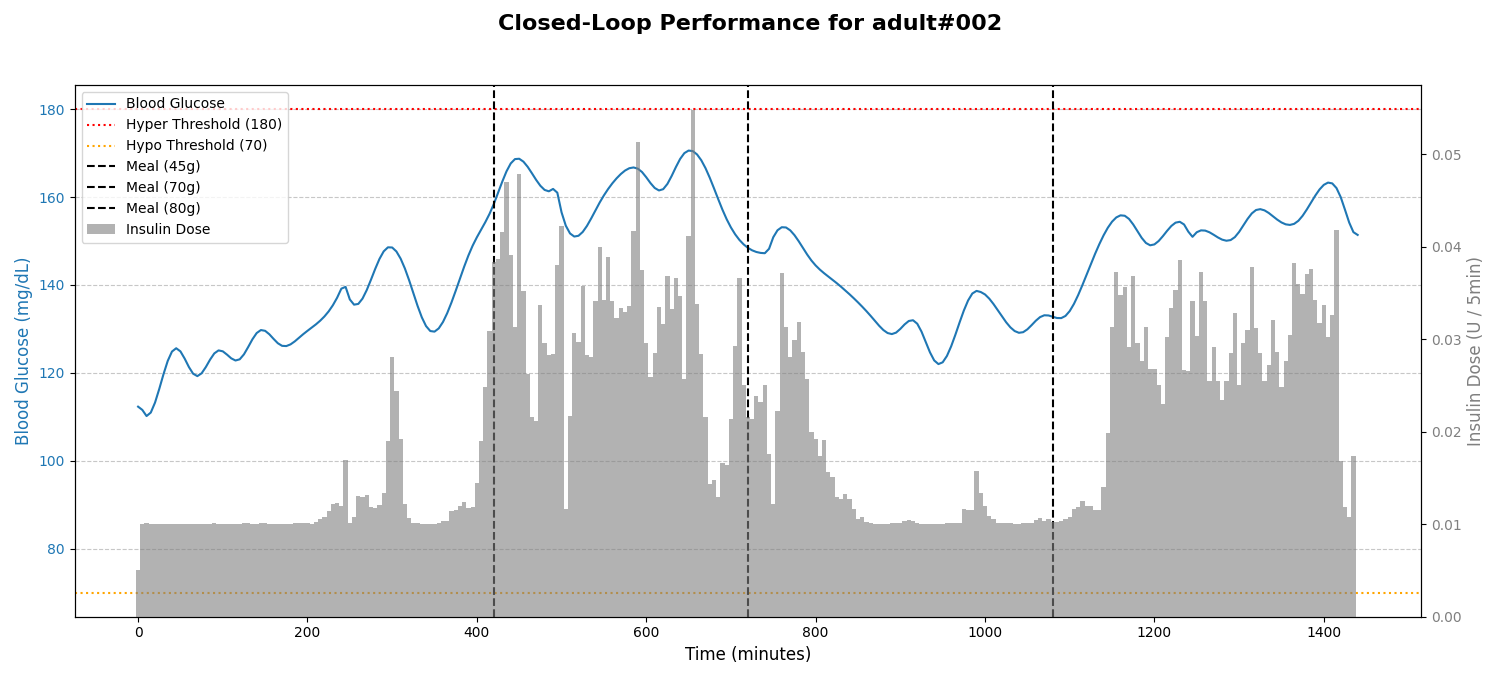 Closed-Loop Performance for adult#002
Blood Glucose
Hyper Threshold (180)
Hypo Threshold (70)
Meal (45g)
Meal (70g)
Meal (80g)
Insulin Dose
Blood Glucose (mg/dL)
180
160
140
120
100
80
0.05
0.04
0.03
0.02
0.01
0.00
Insulin Dose (U / 5min)
0 200 400 600 800 1000 1200 1400
Time (minutes)